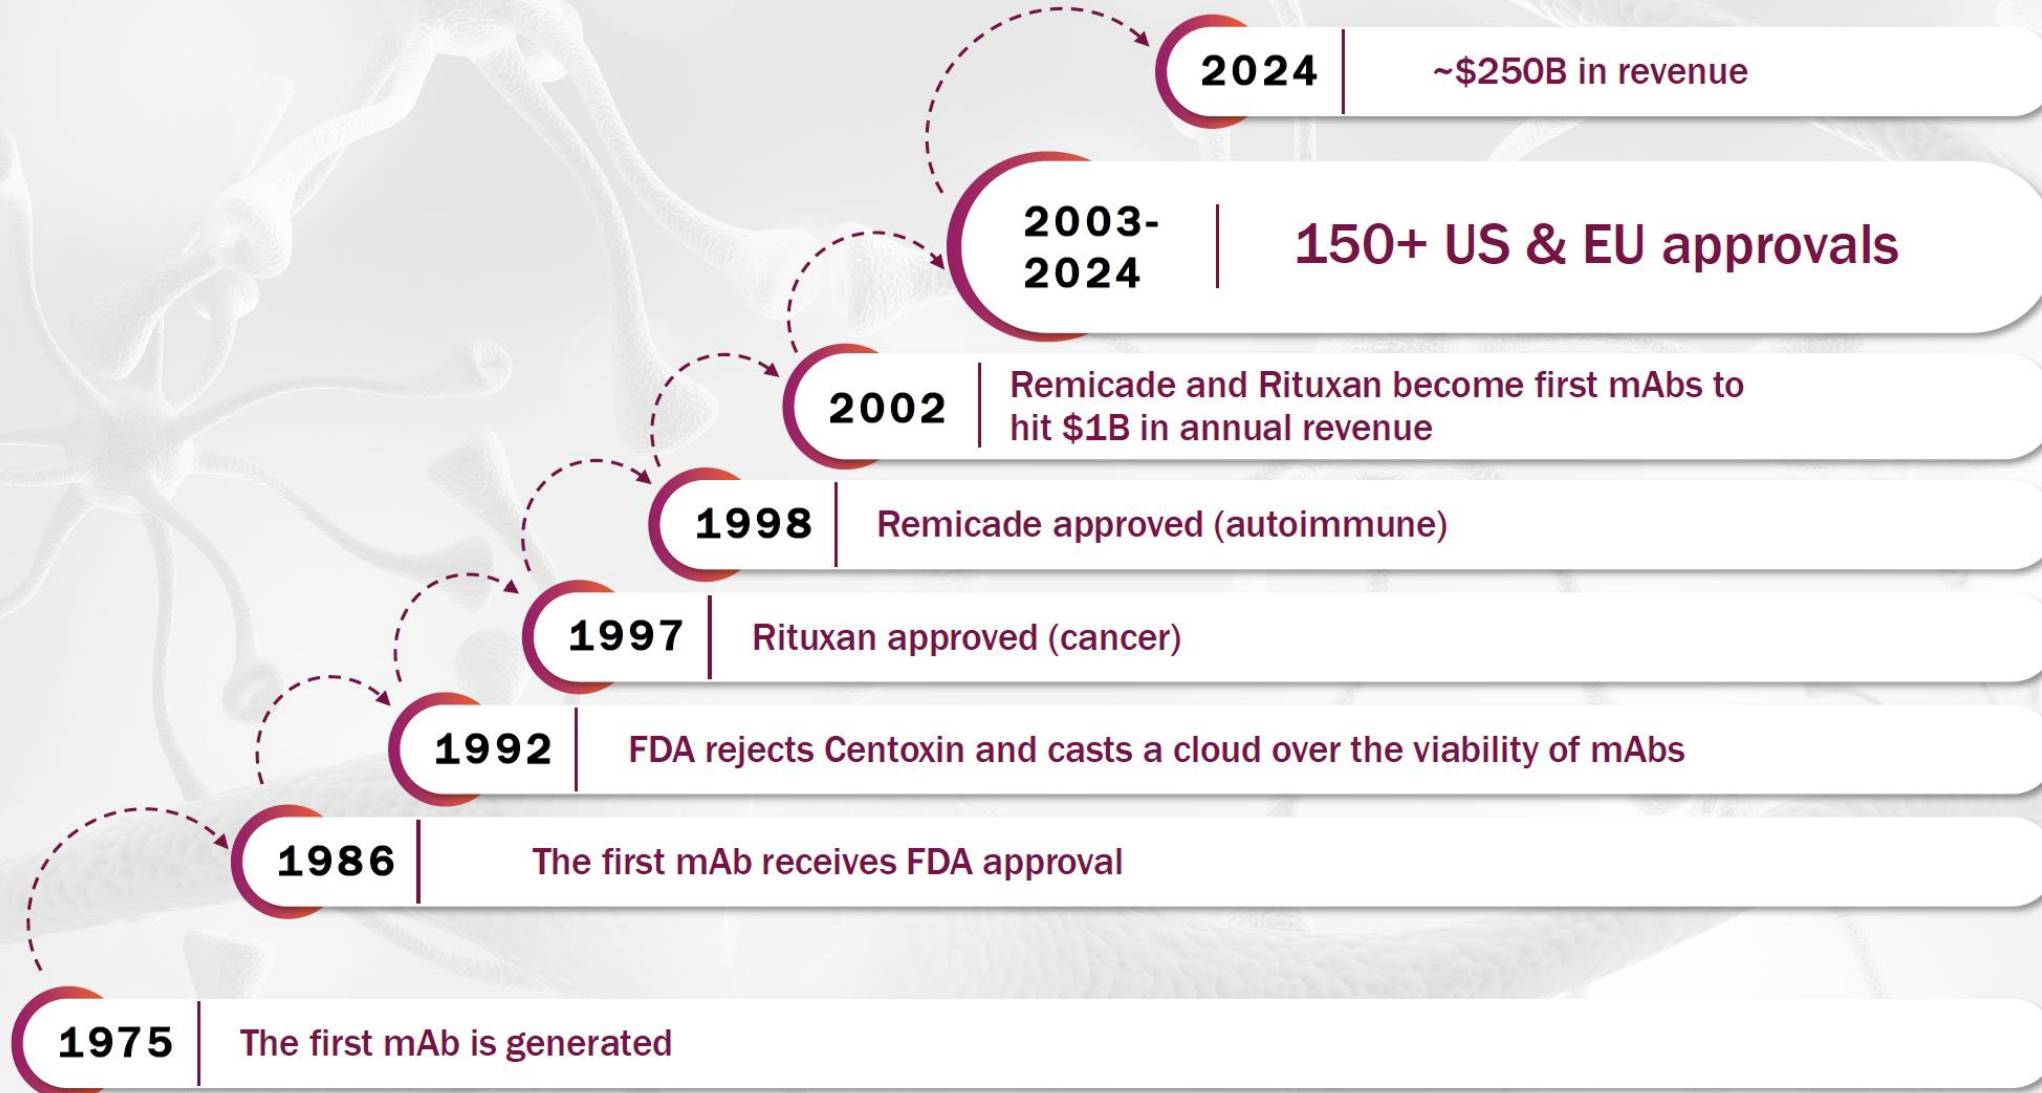 2024
~$250B in revenue
2003-
2024
150+ US & EU approvals
2002
Remicade and Rituxan become first mAbs to
hit $1B in annual revenue
1998
Remicade approved (autoimmune)
1997
Rituxan approved (cancer)
1992
FDA rejects Centoxin and casts a cloud over the viability of mAbs
1986
The first mAb receives FDA approval
1975
The first mAb is generated